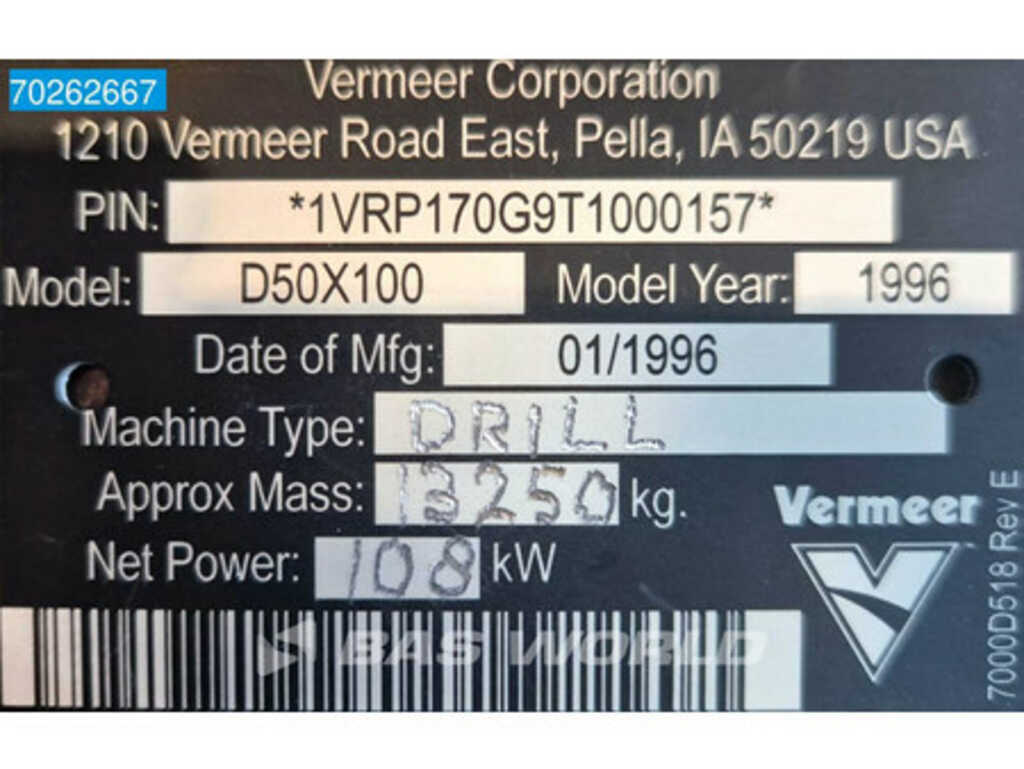 70262667
Vermeer Corporation
1210 Vermeer Road East, Pella, IA 50219 USA
PIN: *1VRP170G9T1000157*
Model: D50X100 Model Year: 1996
Date of Mfg: 01/1996
Machine Type: DRILL
Approx Mass: 13250 kg.
Net Power: 108 kW
Vermeer
7000D518 Rev E
BAS WORLD